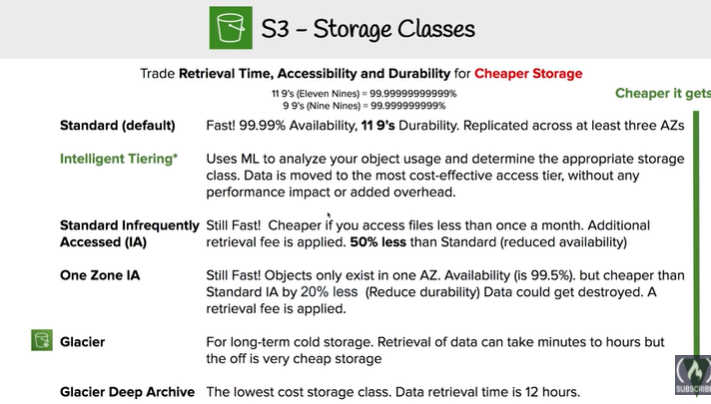 S3 - Storage Classes
Trade Retrieval Time, Accessibility and Durability for Cheaper Storage
11 9's (Eleven Nines) = 99.99999999999%
9 9's (Nine Nines) = 99.999999999%
Cheaper it gets
Standard (default) Fast! 99.99% Availability, 11 9's Durability. Replicated across at least three AZs
Intelligent Tiering* Uses ML to analyze your object usage and determine the appropriate storage
class. Data is moved to the most cost-effective access tier, without any
performance impact or added overhead.
Standard Infrequently Still Fast! Cheaper if you access files less than once a month. Additional
Accessed (IA) retrieval fee is applied. 50% less than Standard (reduced availability)
One Zone IA Still Fast! Objects only exist in one AZ. Availability (is 99.5%). but cheaper than
Standard IA by 20% less (Reduce durability) Data could get destroyed. A
retrieval fee is applied.
Glacier For long-term cold storage. Retrieval of data can take minutes to hours but
the off is very cheap storage
Glacier Deep Archive The lowest cost storage class. Data retrieval time is 12 hours.
SUBSCRIBE